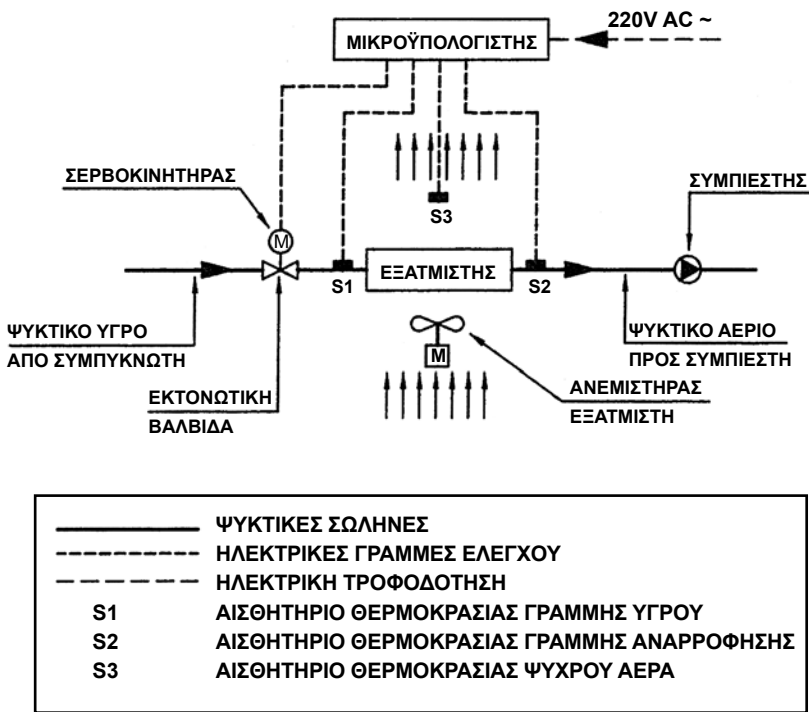 220V AC ~
ΜΙΚΡΟΫΠΟΛΟΓΙΣΤΗΣ
ΣΕΡΒΟΚΙΝΗΤΗΡΑΣ
ΣΥΜΠΙΕΣΤΗΣ
S3
M
S1
ΕΞΑΤΜΙΣΤΗΣ
S2
ΨΥΚΤΙΚΟ ΥΓΡΟ
ΑΠΟ ΣΥΜΠΥΚΝΩΤΗ
ΨΥΚΤΙΚΟ ΑΕΡΙΟ
ΠΡΟΣ ΣΥΜΠΙΕΣΤΗ
M
ΕΚΤΟΝΩΤΙΚΗ
ΒΑΛΒΙΔΑ
ΑΝΕΜΙΣΤΗΡΑΣ
ΕΞΑΤΜΙΣΤΗ
ΨΥΚΤΙΚΕΣ ΣΩΛΗΝΕΣ
ΗΛΕΚΤΡΙΚΕΣ ΓΡΑΜΜΕΣ ΕΛΕΓΧΟΥ
ΗΛΕΚΤΡΙΚΗ ΤΡΟΦΟΔΟΤΗΣΗ
S1 ΑΙΣΘΗΤΗΡΙΟ ΘΕΡΜΟΚΡΑΣΙΑΣ ΓΡΑΜΜΗΣ ΥΓΡΟΥ
S2 ΑΙΣΘΗΤΗΡΙΟ ΘΕΡΜΟΚΡΑΣΙΑΣ ΓΡΑΜΜΗΣ ΑΝΑΡΡΟΦΗΣΗΣ
S3 ΑΙΣΘΗΤΗΡΙΟ ΘΕΡΜΟΚΡΑΣΙΑΣ ΨΥΧΡΟΥ ΑΕΡΑ